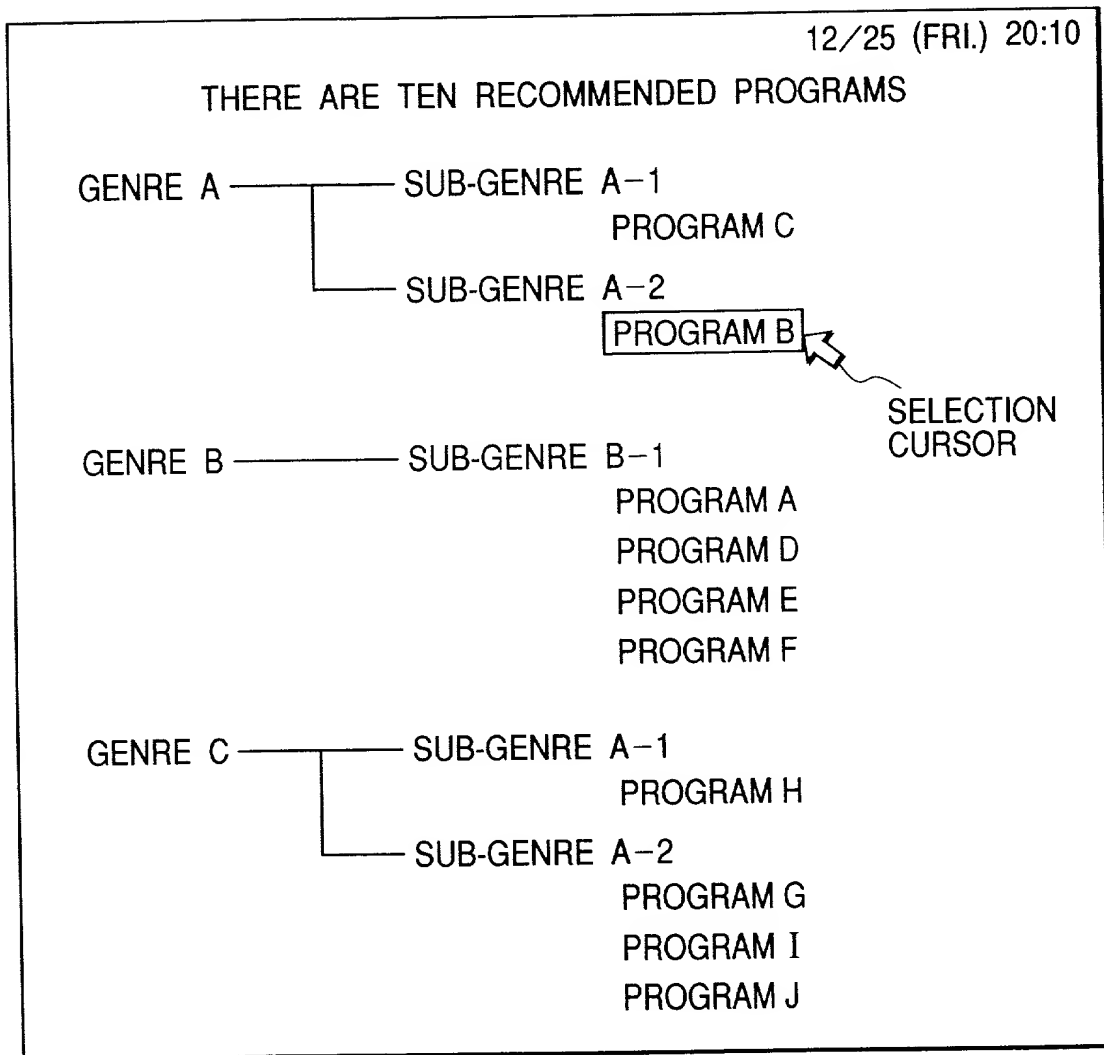 12/25 (FRI.) 20:10
THERE ARE TEN RECOMMENDED PROGRAMS
GENRE A SUB-GENRE A-1
PROGRAM C
SUB-GENRE A-2
PROGRAM B
SELECTION
CURSOR
GENRE B SUB-GENRE B-1
PROGRAM A
PROGRAM D
PROGRAM E
PROGRAM F
GENRE C SUB-GENRE A-1
PROGRAM H
SUB-GENRE A-2
PROGRAM G
PROGRAM I
PROGRAM J